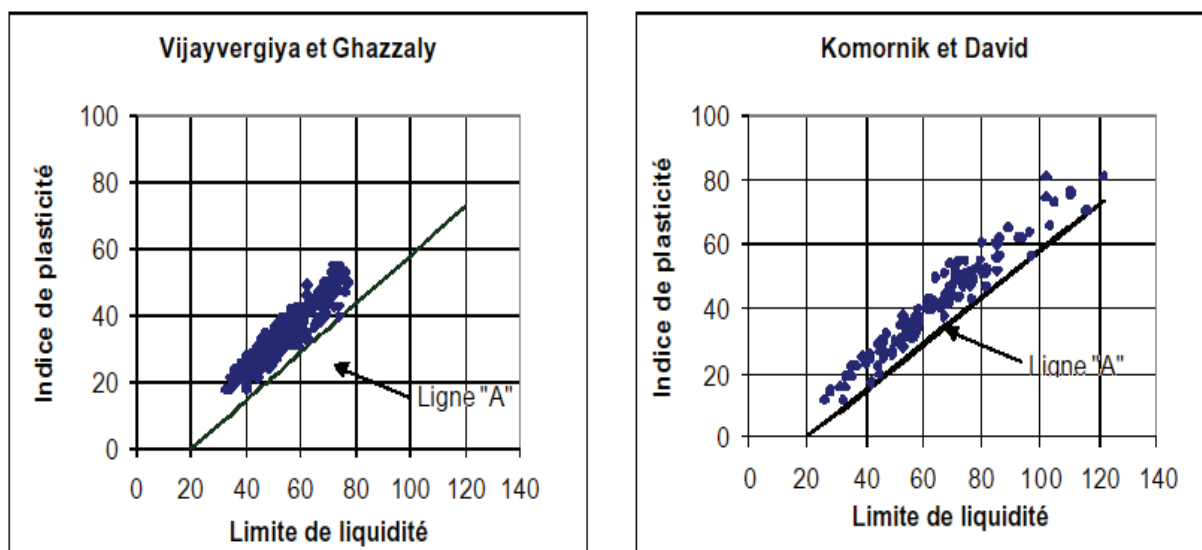 Vijayvergiya et Ghazzaly
100
80
60
40
20
0
Indice de plasticité
Ligne "A"
0 20 40 60 80 100 120 140
Limite de liquidité
Komornik et David
100
80
60
40
20
0
Indice de plasticité
Ligne "A"
0 20 40 60 80 100 120 140
Limite de liquidité